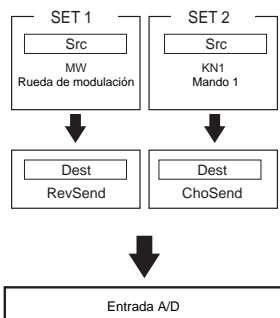 SET 1
Src
MW
Rueda de modulación
Dest
RevSend
SET 2
Src
KN1
Mando 1
Dest
ChoSend
Entrada A/D